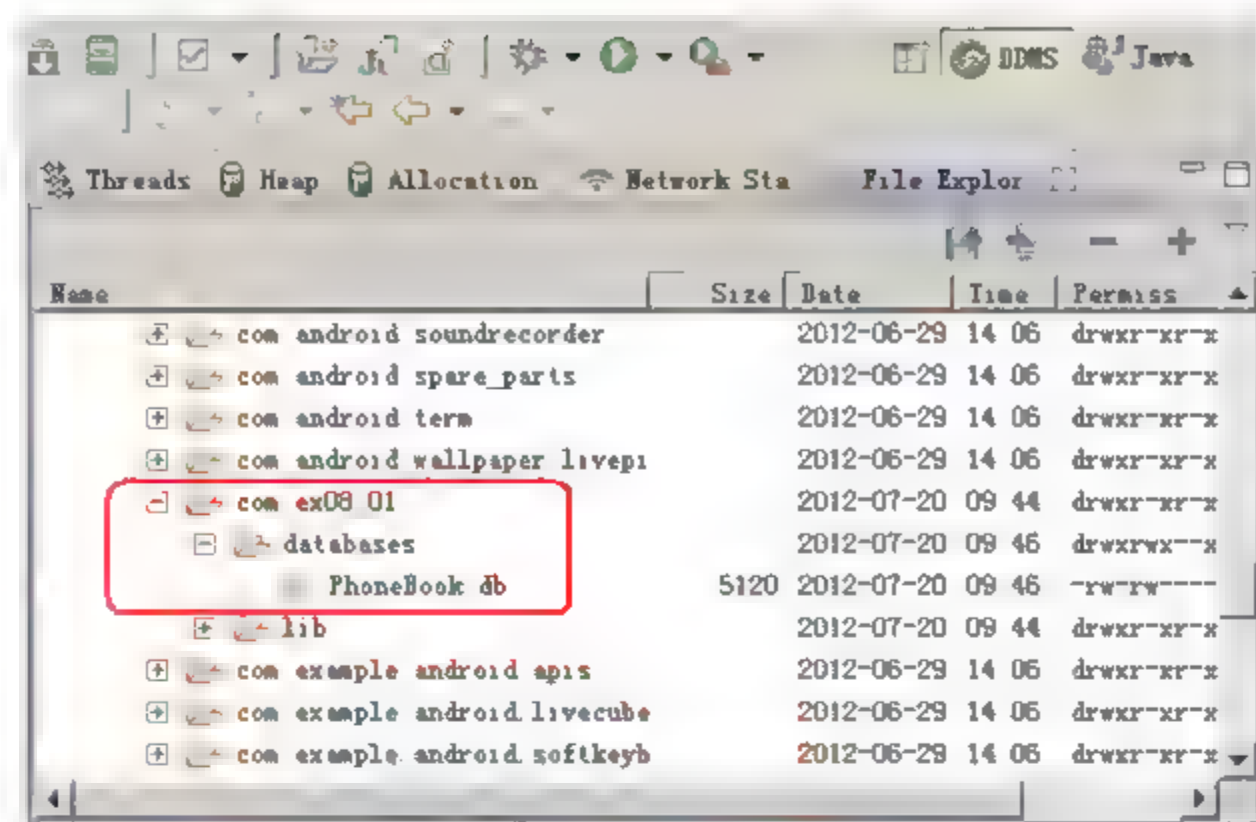 DDMS Java
Threads Heap Allocation Network Sta File Explor
Name Size Date Time Permiss
com android soundrecorder 2012-06-29 14 06 drwxr-xr-x
com android spare_parts 2012-06-29 14 06 drwxr-xr-x
com android term 2012-06-29 14 06 drwxr-xr-x
com android wallpaper livepi 2012-06-29 14 06 drwxr-xr-x
com ex08 01 2012-07-20 09 44 drwxr-xr-x
databases 2012-07-20 09 46 drwxrwx--x
PhoneBook db 5120 2012-07-20 09 46 -rw-rw----
lib 2012-07-20 09 44 drwxr-xr-x
com example android apis 2012-06-29 14 06 drwxr-xr-x
com example android.livecube 2012-06-29 14 06 drwxr-xr-x
com example.android.softkeyb 2012-06-29 14 06 drwxr-xr-x